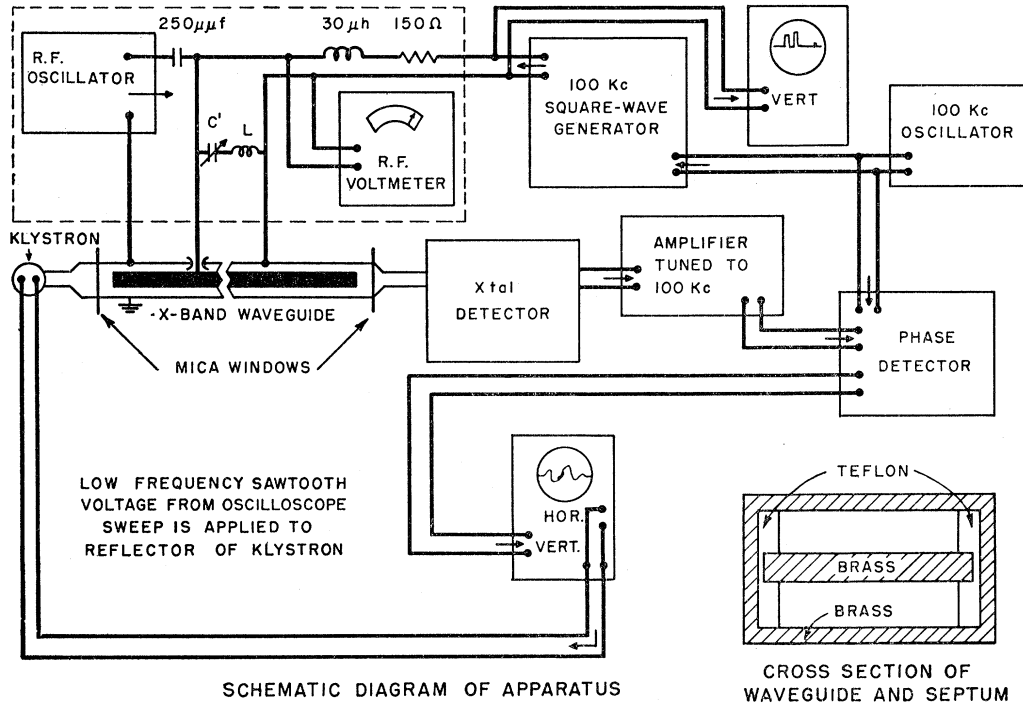 250μμf
30 μh
150Ω
R.F.
OSCILLATOR
C'
L
R.F.
VOLTMETER
100 Kc
SQUARE-WAVE
GENERATOR
VERT
100 Kc
OSCILLATOR
KLYSTRON
X-BAND WAVEGUIDE
MICA WINDOWS
Xtal
DETECTOR
AMPLIFIER
TUNED TO
100 Kc
PHASE
DETECTOR
LOW FREQUENCY SAWTOOTH
VOLTAGE FROM OSCILLOSCOPE
SWEEP IS APPLIED TO
REFLECTOR OF KLYSTRON
HOR.
VERT.
TEFLON
BRASS
BRASS
SCHEMATIC DIAGRAM OF APPARATUS
CROSS SECTION OF
WAVEGUIDE AND SEPTUM